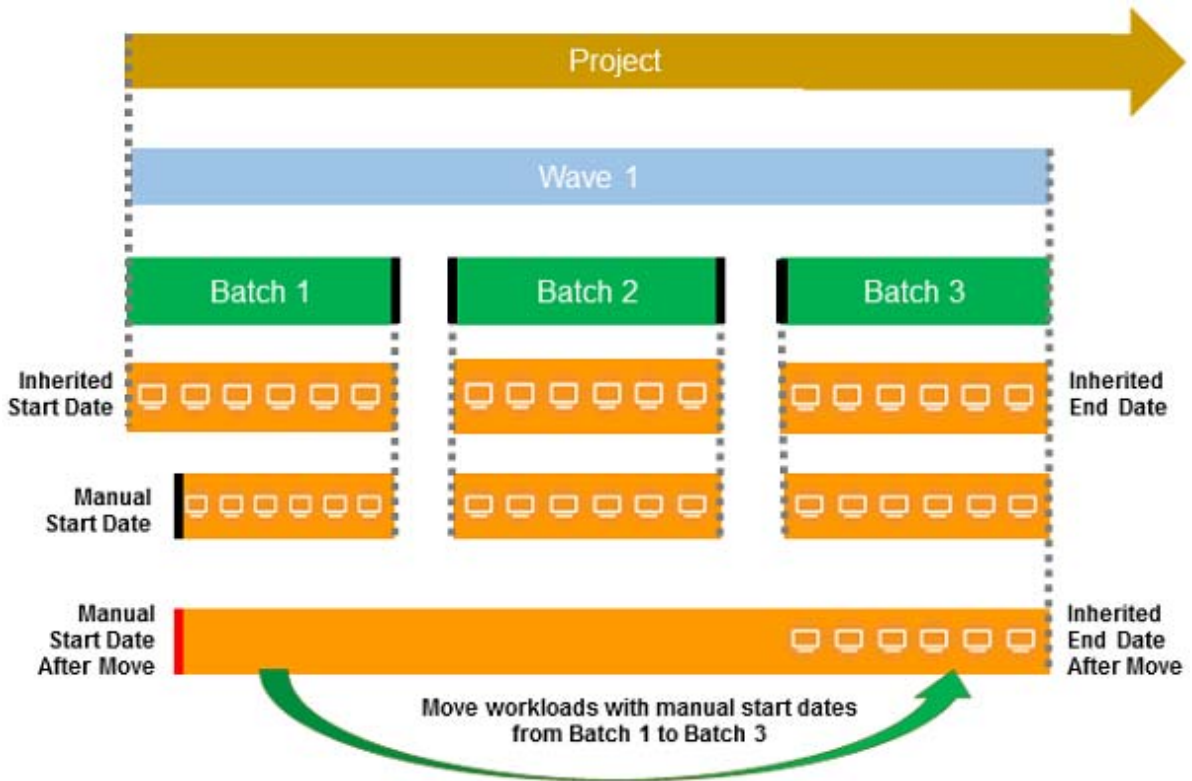 Project
Wave 1
Batch 1
Batch 2
Batch 3
Inherited
Start Date
Inherited
End Date
Manual
Start Date
Manual
Start Date
After Move
Inherited
End Date
After Move
Move workloads with manual start dates
from Batch 1 to Batch 3